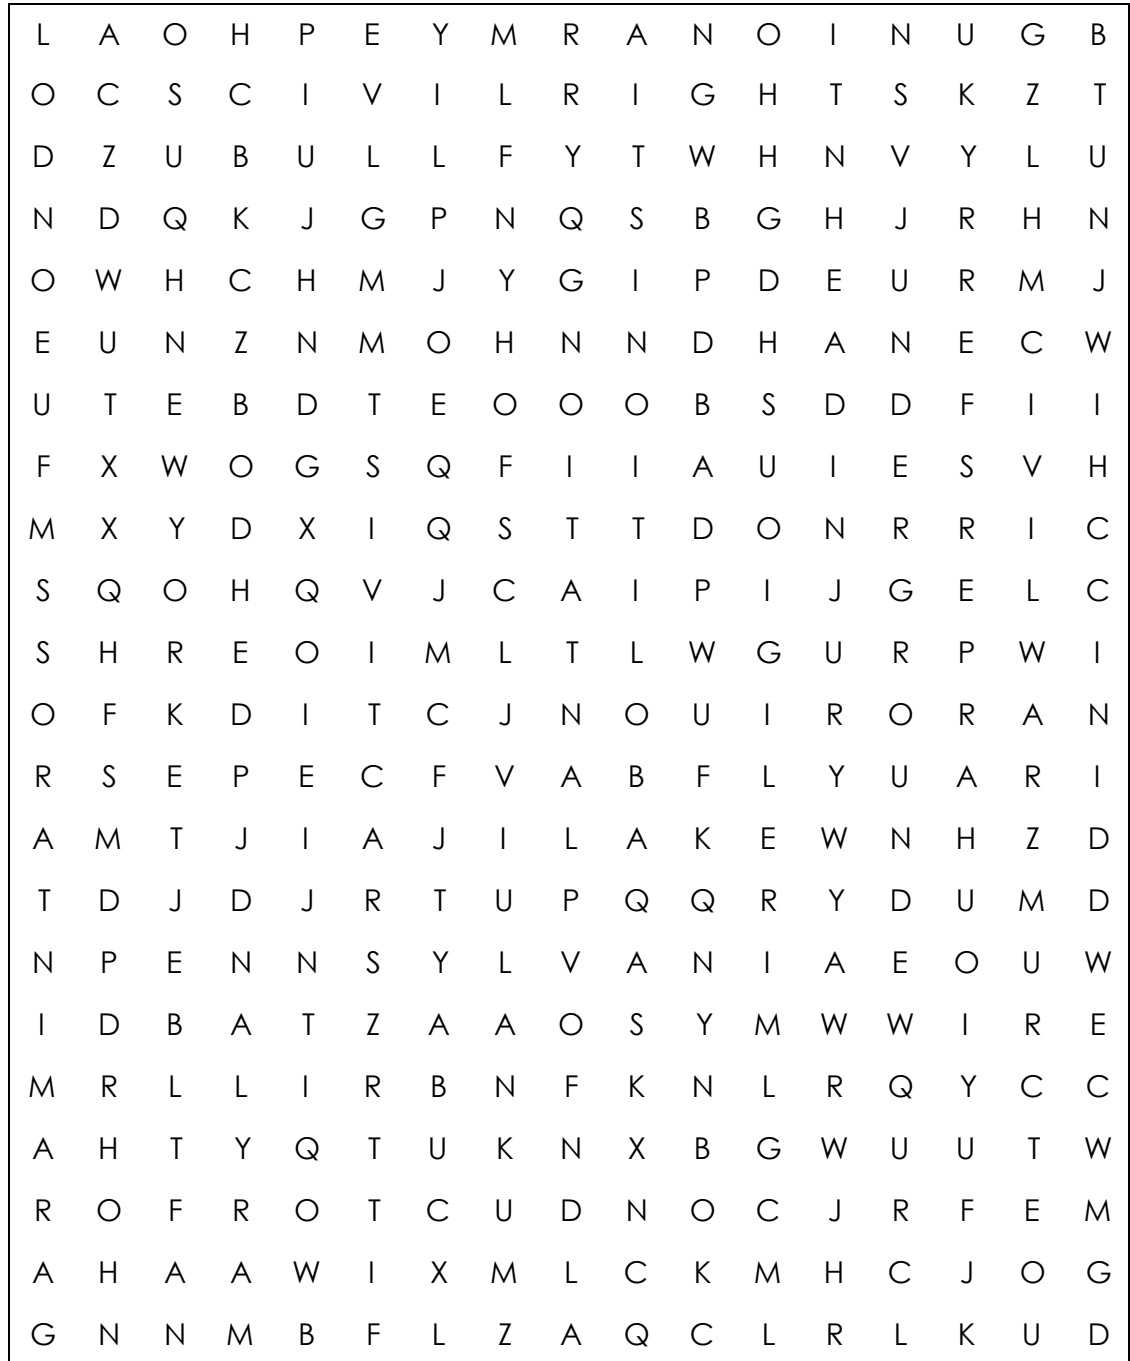 L A O H P E Y M R A N O I N U G B
O C S C I V I L R I G H T S K Z T
D Z U B U L L F Y T W H N V Y L U
N D Q K J G P N Q S B G H J R H N
O W H C H M J Y G I P D E U R M J
E U N Z N M O H N N D H A N E C W
U T E B D T E O O O B S D D F I I
F X W O G S Q F I I A U I E S V H
M X Y D X I Q S T T D O N R R I C
S Q O H Q V J C A I P I J G E L C
S H R E O I M L T L W G U R P W I
O F K D I T C J N O U I R O R A N
R S E P E C F V A B F L Y U A R I
A M T J I A J I L A K E W N H Z D
T D J D J R T U P Q Q R Y D U M D
N P E N N S Y L V A N I A E O U W
I D B A T Z A A O S Y M W W I R E
M R L L I R B N F K N L R Q Y C C
A H T Y Q T U K N X B G W U U T W
R O F R O T C U D N O C J R F E M
A H A A W I X M L C K M H C J O G
G N N M B F L Z A Q C L R L K U D